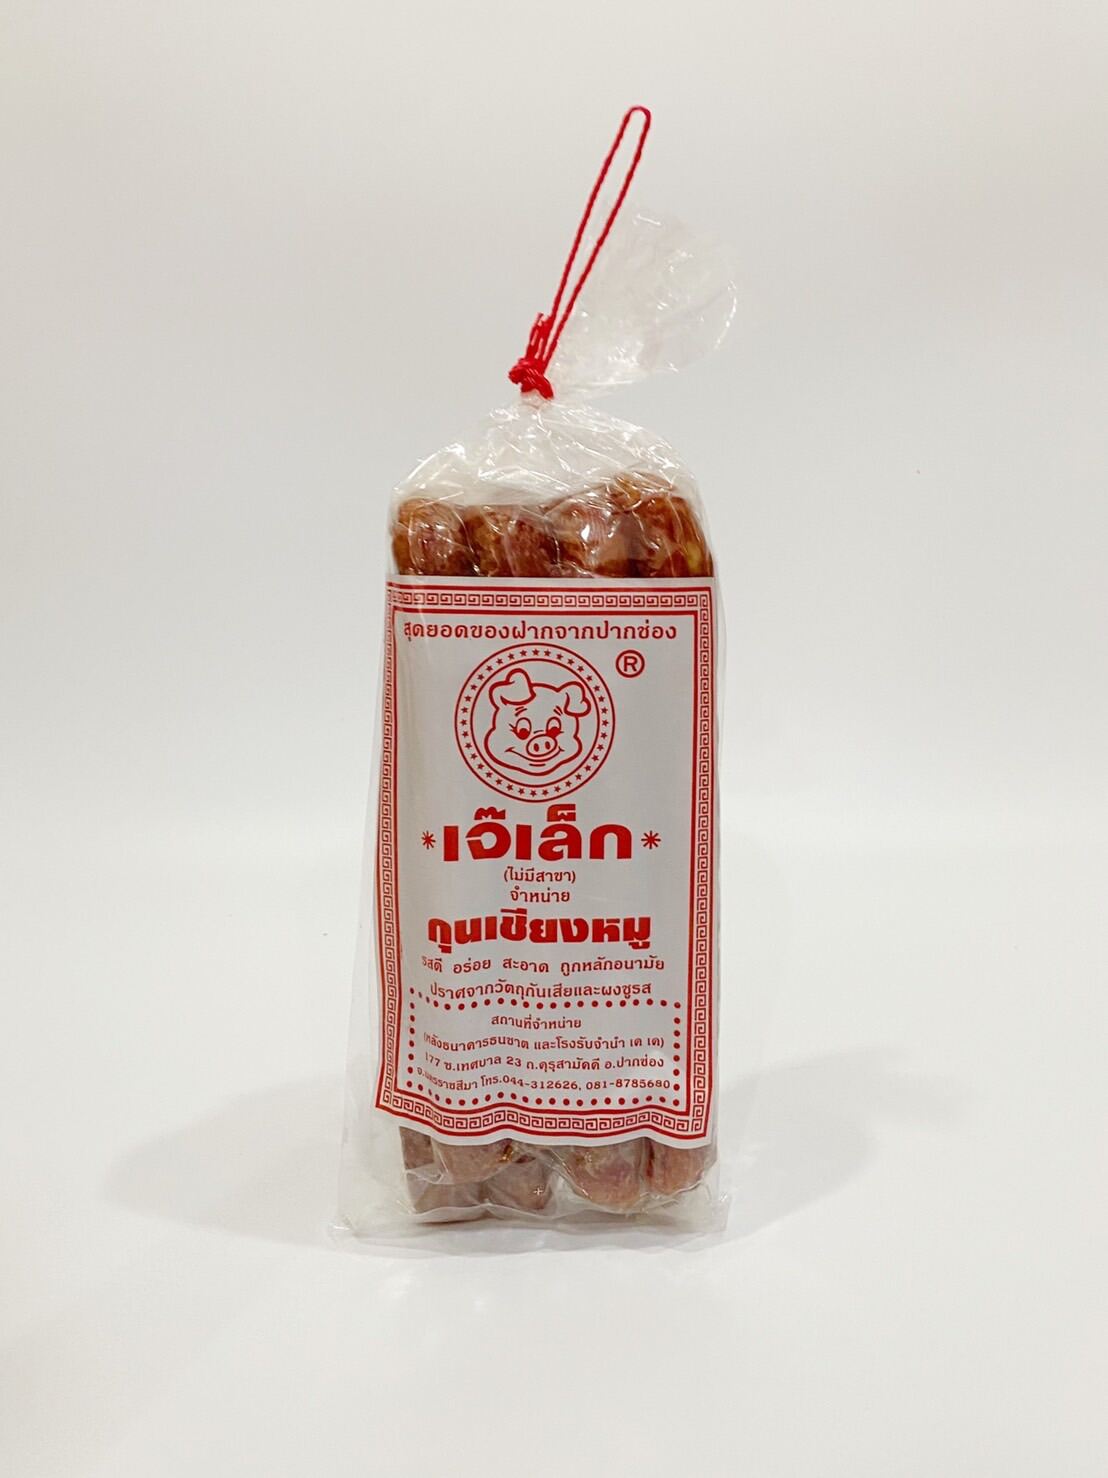 สุดยอดของฝากจากปากช่อง
®
*เจ๊เล็ก*
(ไม่มีสาขา)
จำหน่าย
กุนเชียงหมู
รสดี อร่อย สะอาด ถูกหลักอนามัย
ปราศจากวัตถุกันเสียและผงชูรส
สถานที่จำหน่าย
(หลังธนาคารธนชาต และโรงรับจำนำ เค เค)
177 ซ.เทศบาล 23 ถ.คุรุสามัคคี อ.ปากช่อง
จ.นครราชสีมา โทร.044-312626, 081-8785680